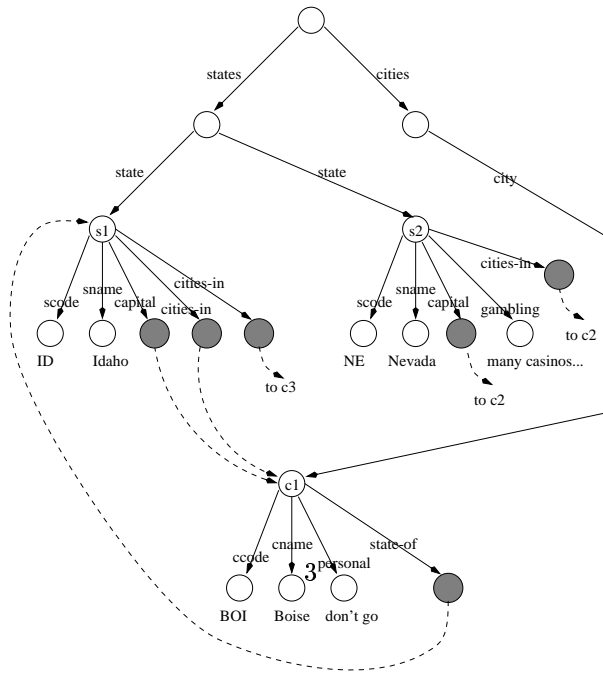 states
cities
state
state
city
s1
s2
cities-in
cities-in
scode
sname
capital
cities-in
scode
sname
capital
gambling
to c2
ID
Idaho
NE
Nevada
many casinos...
to c3
to c2
c1
ccode
cname
personal
state-of
3
BOI
Boise
don't go